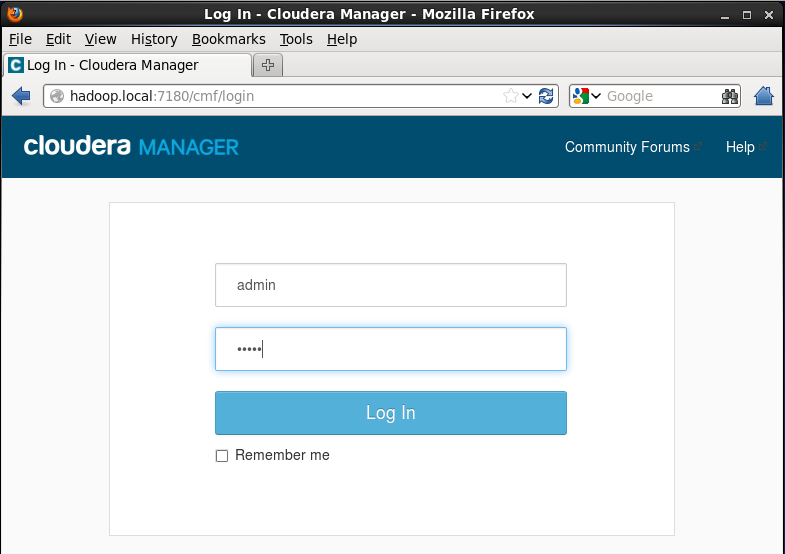 Log In - Cloudera Manager - Mozilla Firefox
File Edit View History Bookmarks Tools Help
C Log In - Cloudera Manager
hadoop.local:7180/cmf/login Google
cloudera MANAGER Community Forums Help
admin
•••••
Log In
Remember me